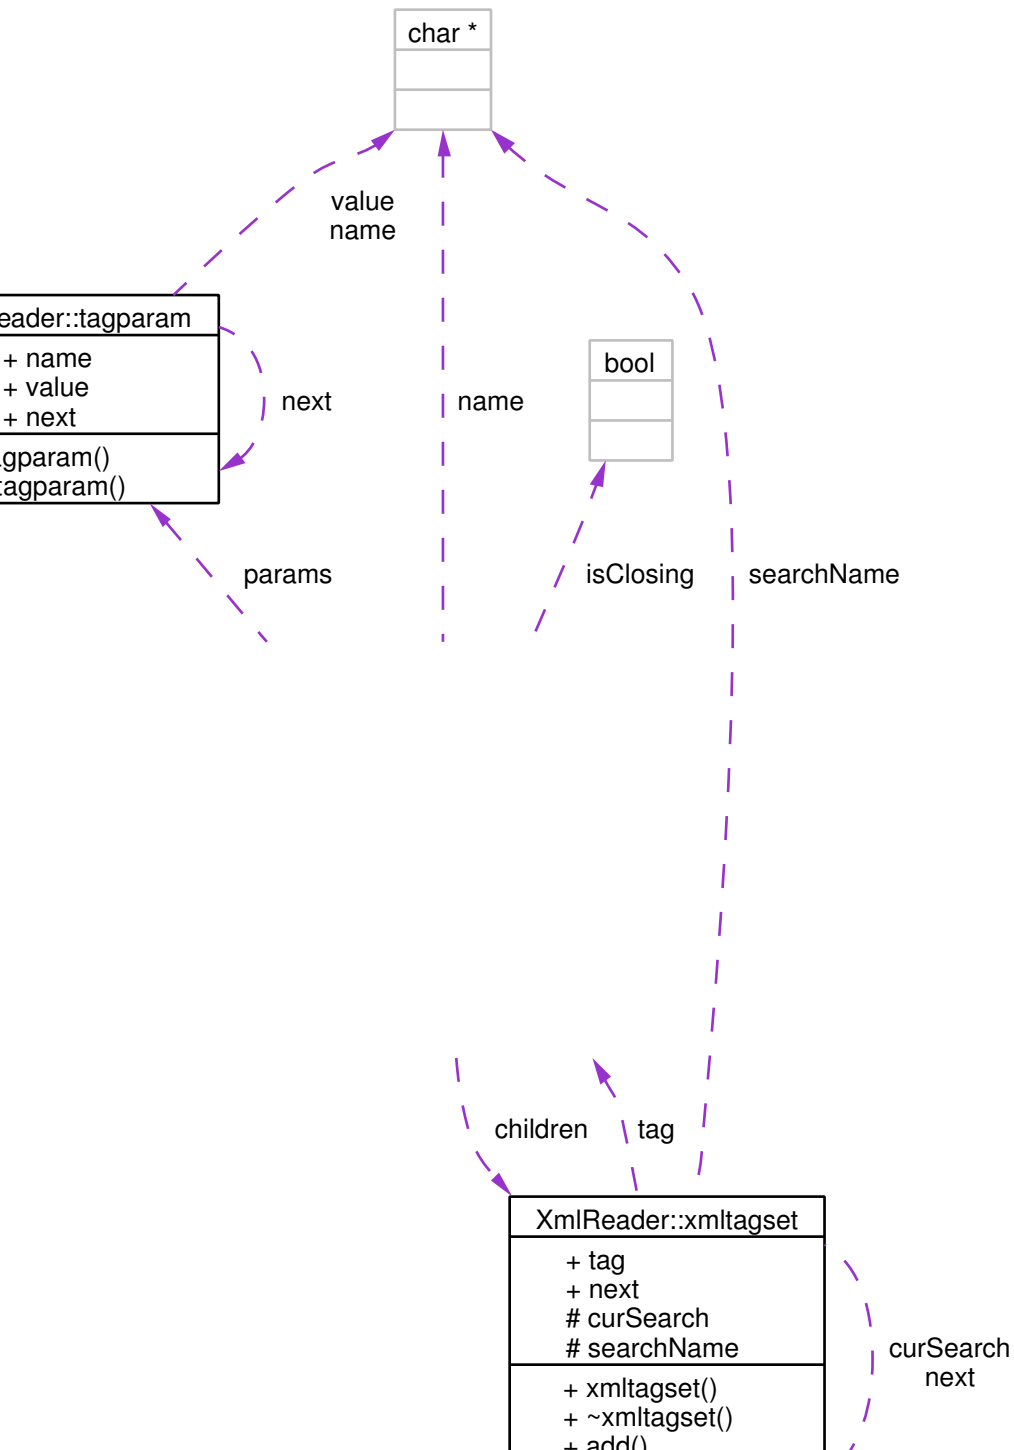 char *
value
name
eader::tagparam
+ name
+ value
+ next
gparam()
tagparam()
next
name
bool
params
isClosing
searchName
children
tag
XmlReader::xmltagset
+ tag
+ next
# curSearch
# searchName
+ xmltagset()
+ ~xmltagset()
+ add()
curSearch
next